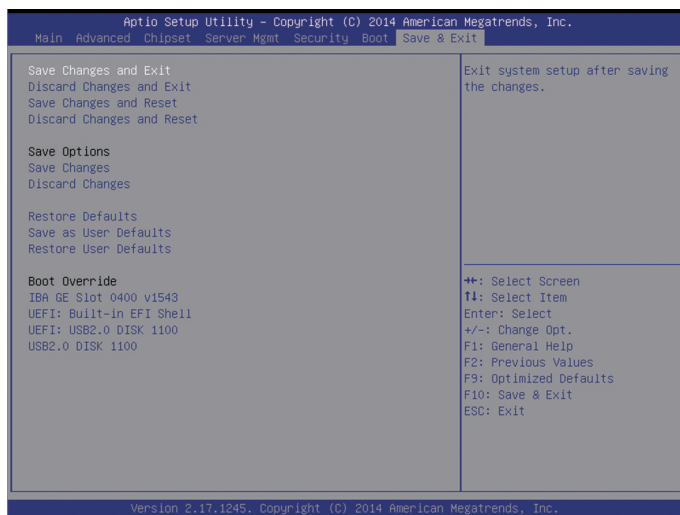 Aptio Setup Utility – Copyright (C) 2014 American Megatrends, Inc.
Main Advanced Chipset Server Mgmt Security Boot Save & Exit
Save Changes and Exit
Discard Changes and Exit
Save Changes and Reset
Discard Changes and Reset
Save Options
Save Changes
Discard Changes
Restore Defaults
Save as User Defaults
Restore User Defaults
Boot Override
IBA GE Slot 0400 v1543
UEFI: Built-in EFI Shell
UEFI: USB2.0 DISK 1100
USB2.0 DISK 1100
Exit system setup after saving
the changes.
→←: Select Screen
↑↓: Select Item
Enter: Select
+/-: Change Opt.
F1: General Help
F2: Previous Values
F9: Optimized Defaults
F10: Save & Exit
ESC: Exit
Version 2.17.1245. Copyright (C) 2014 American Megatrends, Inc.